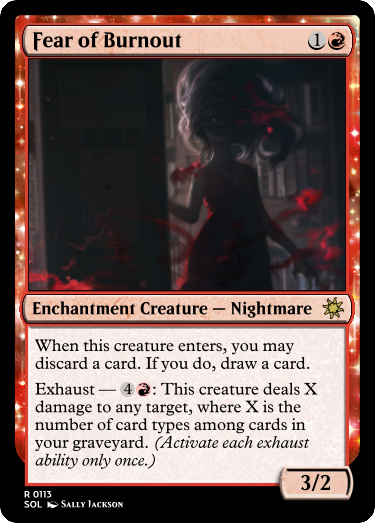 Fear of Burnout 1
Enchantment Creature — Nightmare
When this creature enters, you may
discard a card. If you do, draw a card.
Exhaust — 4: This creature deals X
damage to any target, where X is the
number of card types among cards in
your graveyard. (Activate each exhaust
ability only once.)
3/2
R 0113
SOL Sally Jackson